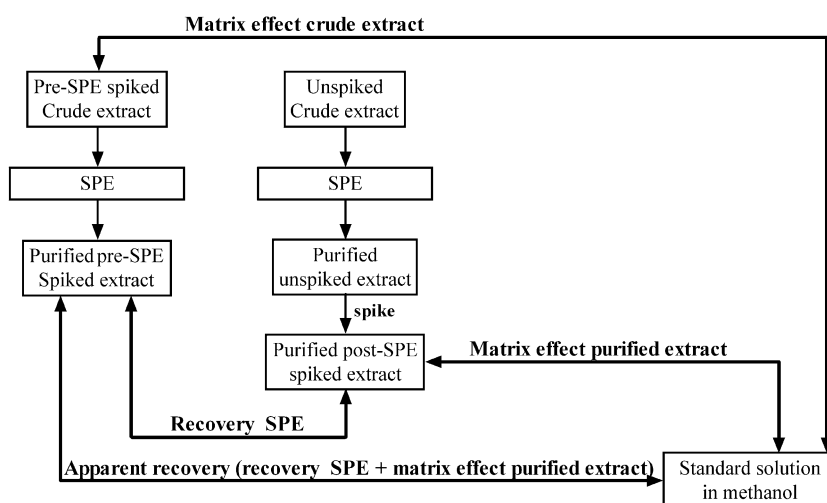 Matrix effect crude extract
Pre-SPE spiked
Crude extract
Unspiked
Crude extract
SPE
SPE
Purified pre-SPE
Spiked extract
Purified
unspiked extract
spike
Purified post-SPE
spiked extract
Matrix effect purified extract
Recovery SPE
Apparent recovery (recovery SPE + matrix effect purified extract)
Standard solution
in methanol